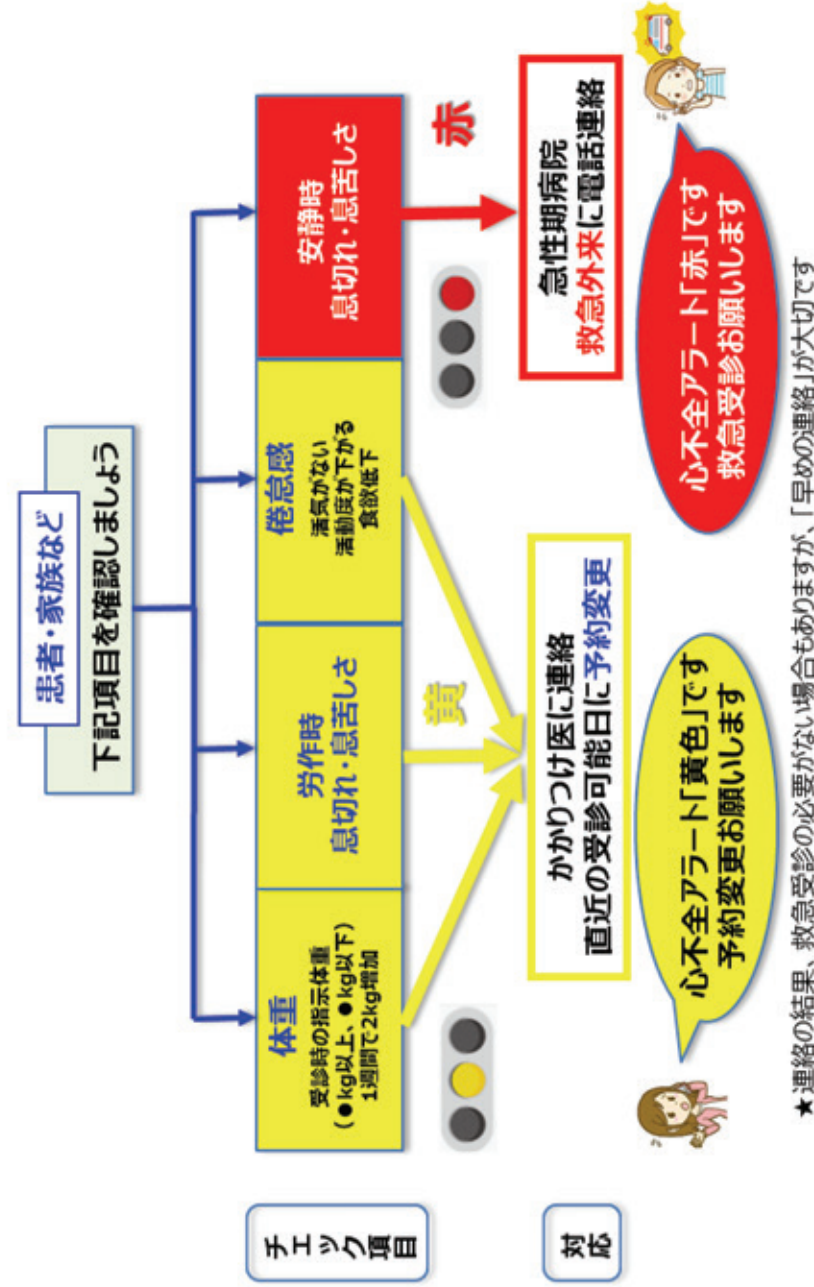 患者・家族など
下記項目を確認しましょう
チェック項目
体重
受診時の指示体重
(●kg以上、●kg以下)
1週間で2kg増加
労作時
息切れ・息苦しさ
倦怠感
活気がない
活動度が下がる
食欲低下
安静時
息切れ・息苦しさ
黄
赤
対応
かかりつけ医に連絡
直近の受診可能日に予約変更
急性期病院
救急外来に電話連絡
心不全アラート「黄色」です
予約変更お願いします
心不全アラート「赤」です
救急受診お願いします
★連絡の結果、救急受診の必要がない場合もありますが、「早めの連絡」が大切です